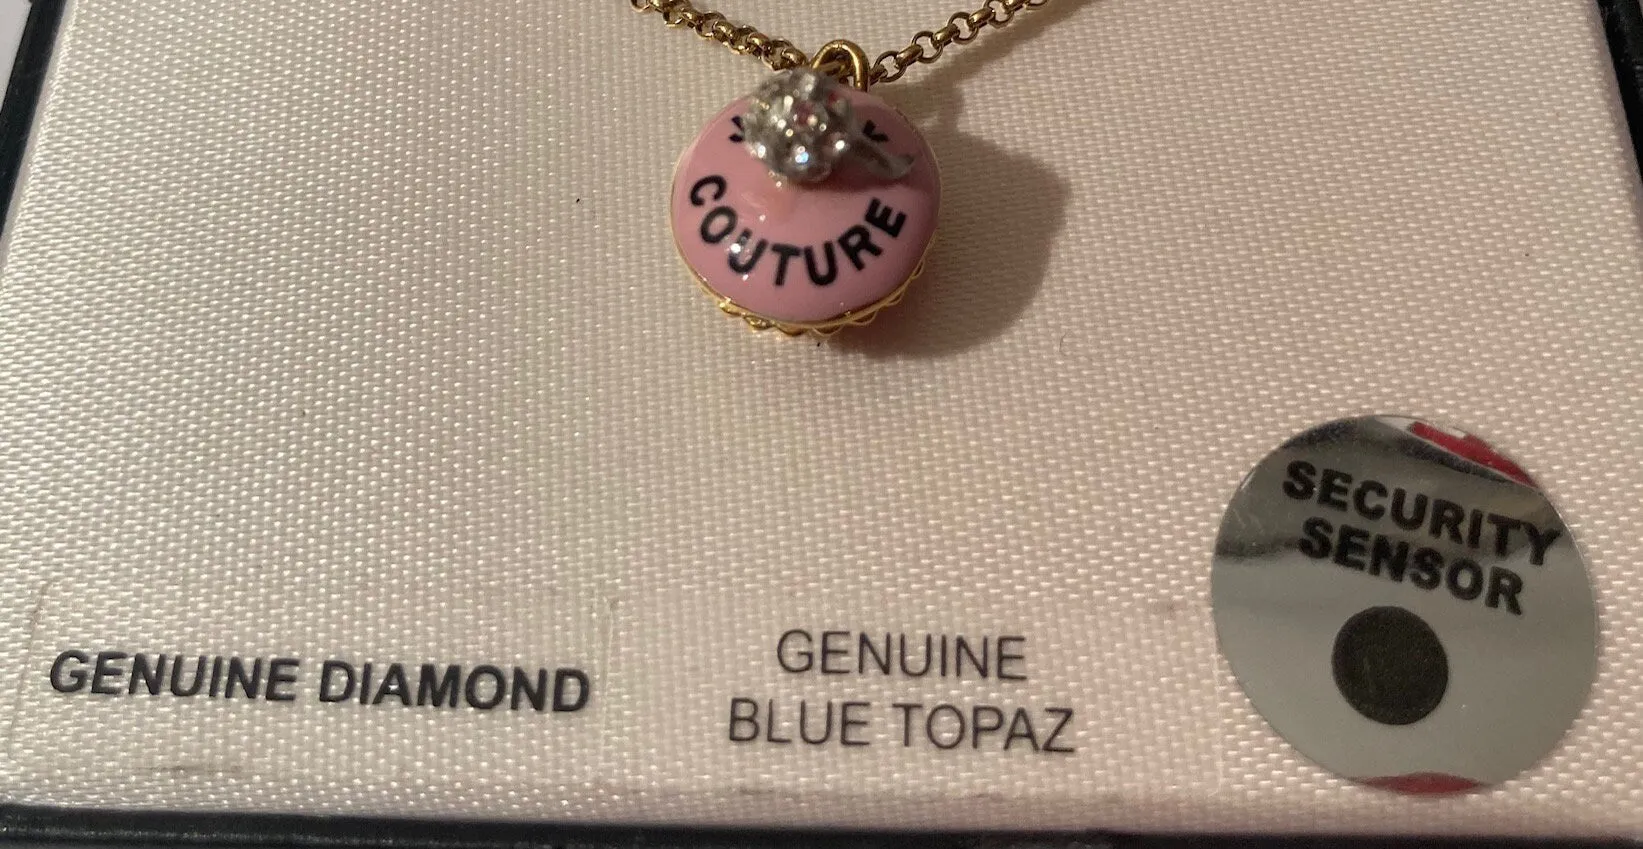 COUTURE
SECURITY
SENSOR
GENUINE DIAMOND
GENUINE
BLUE TOPAZ